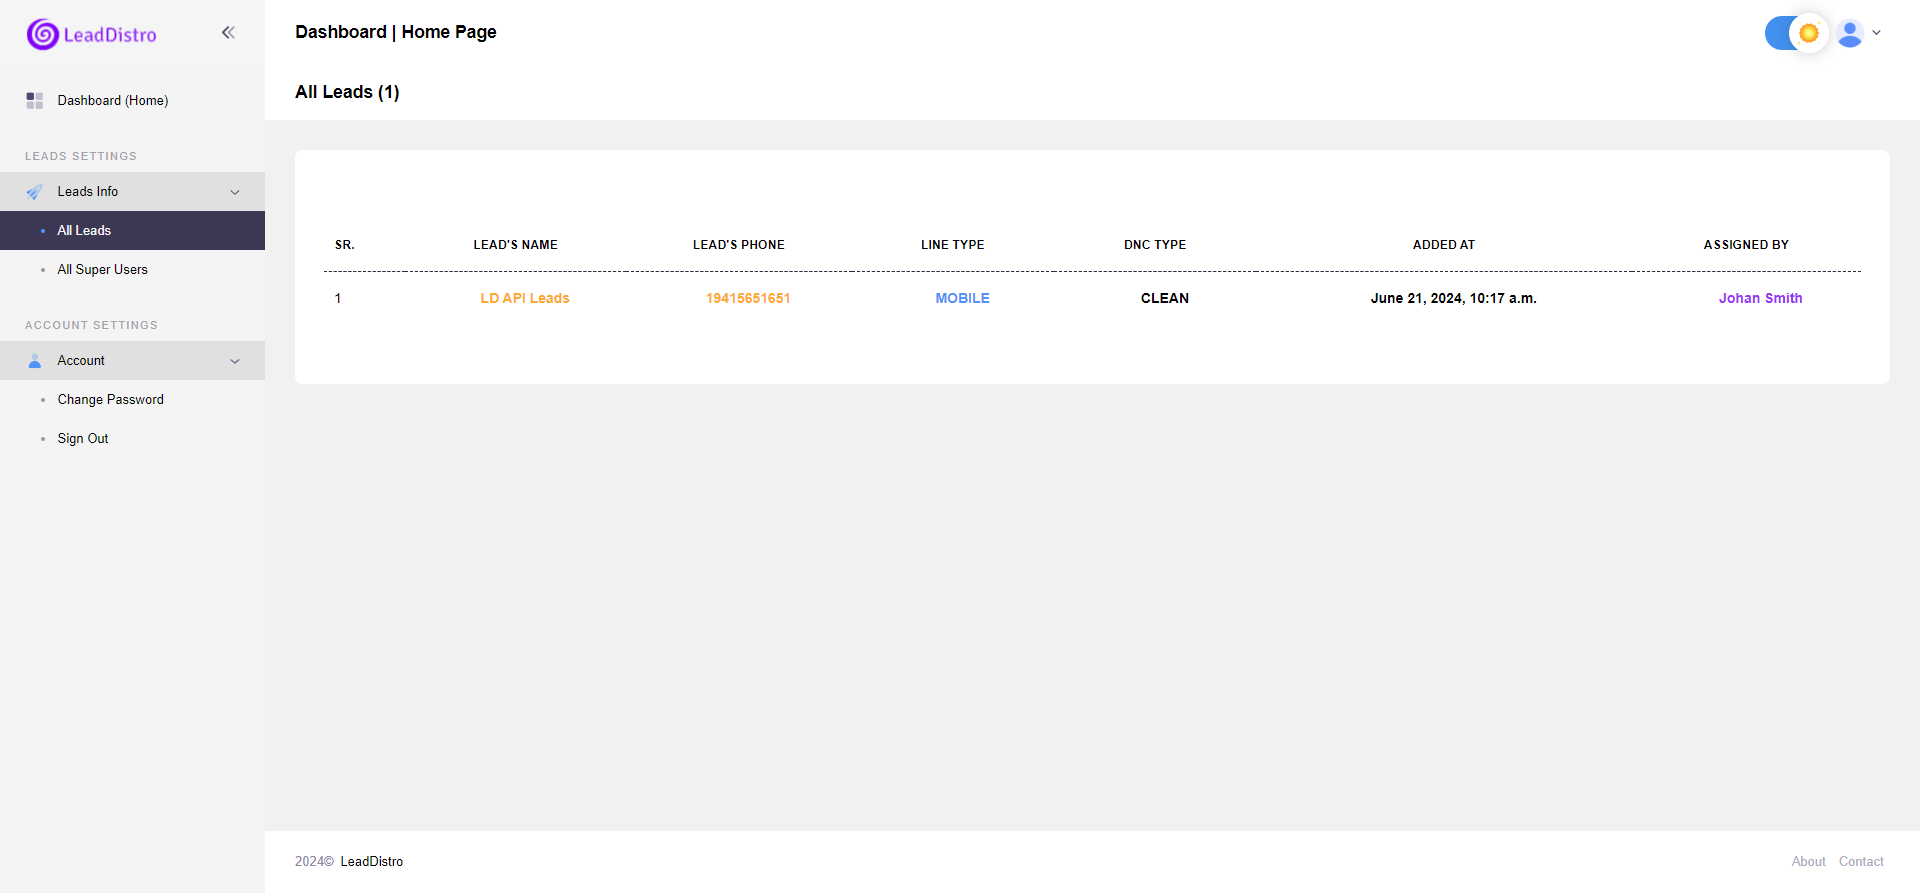 LeadDistro
Dashboard | Home Page
All Leads (1)
Dashboard (Home)
LEADS SETTINGS
Leads Info
All Leads
All Super Users
ACCOUNT SETTINGS
Account
Change Password
Sign Out
SR. LEAD'S NAME LEAD'S PHONE LINE TYPE DNC TYPE ADDED AT ASSIGNED BY
1 LD API Leads 19415651651 MOBILE CLEAN June 21, 2024, 10:17 a.m. Johan Smith
2024© LeadDistro
About Contact